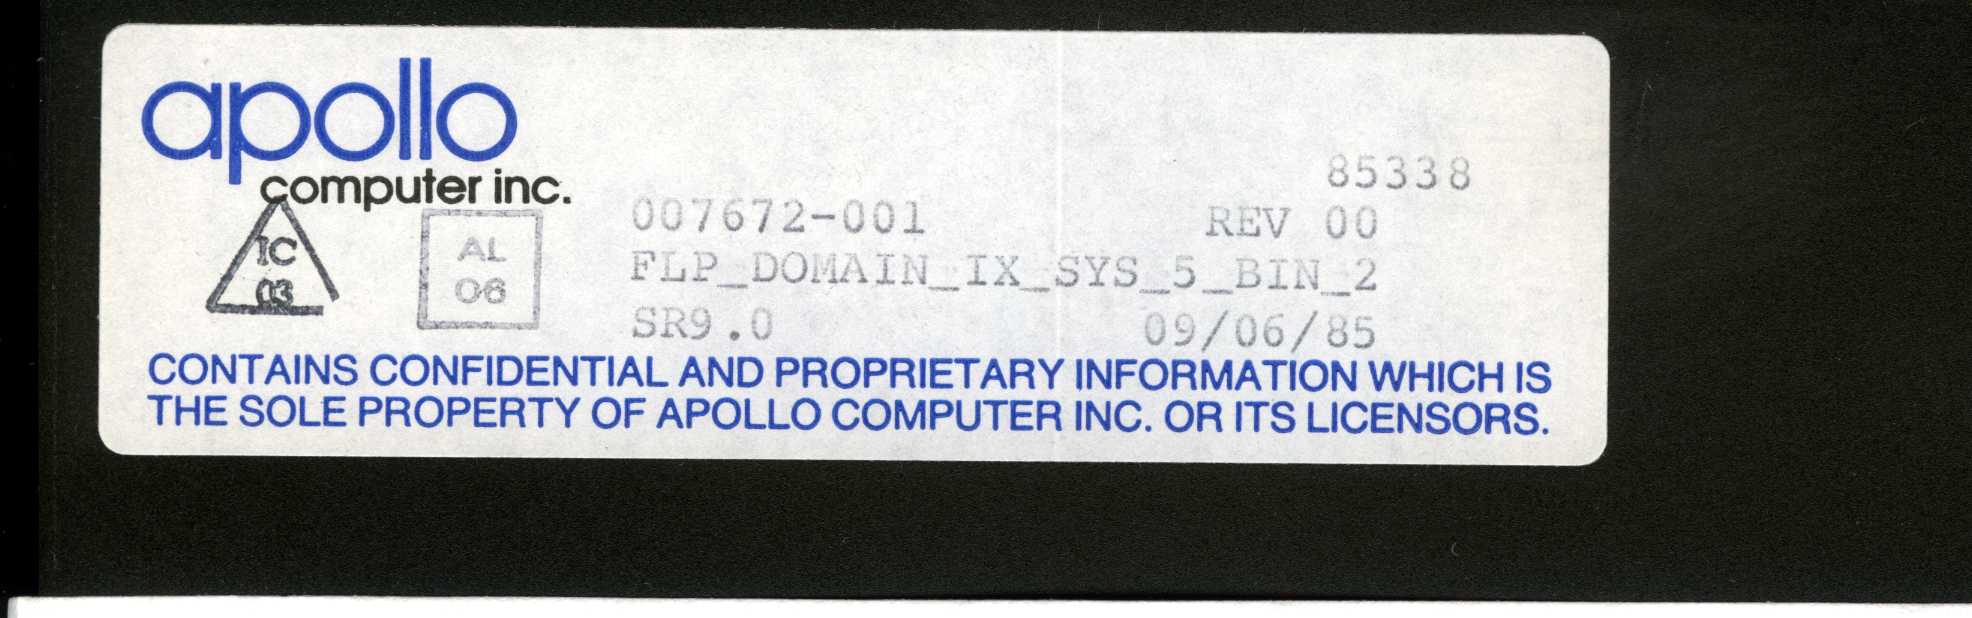 apollo
computer inc.
85338
007672-001 REV 00
IC
03
AL
06
FLP_DOMAIN_IX_SYS_5_BIN_2
SR9.0 09/06/85
CONTAINS CONFIDENTIAL AND PROPRIETARY INFORMATION WHICH IS
THE SOLE PROPERTY OF APOLLO COMPUTER INC. OR ITS LICENSORS.